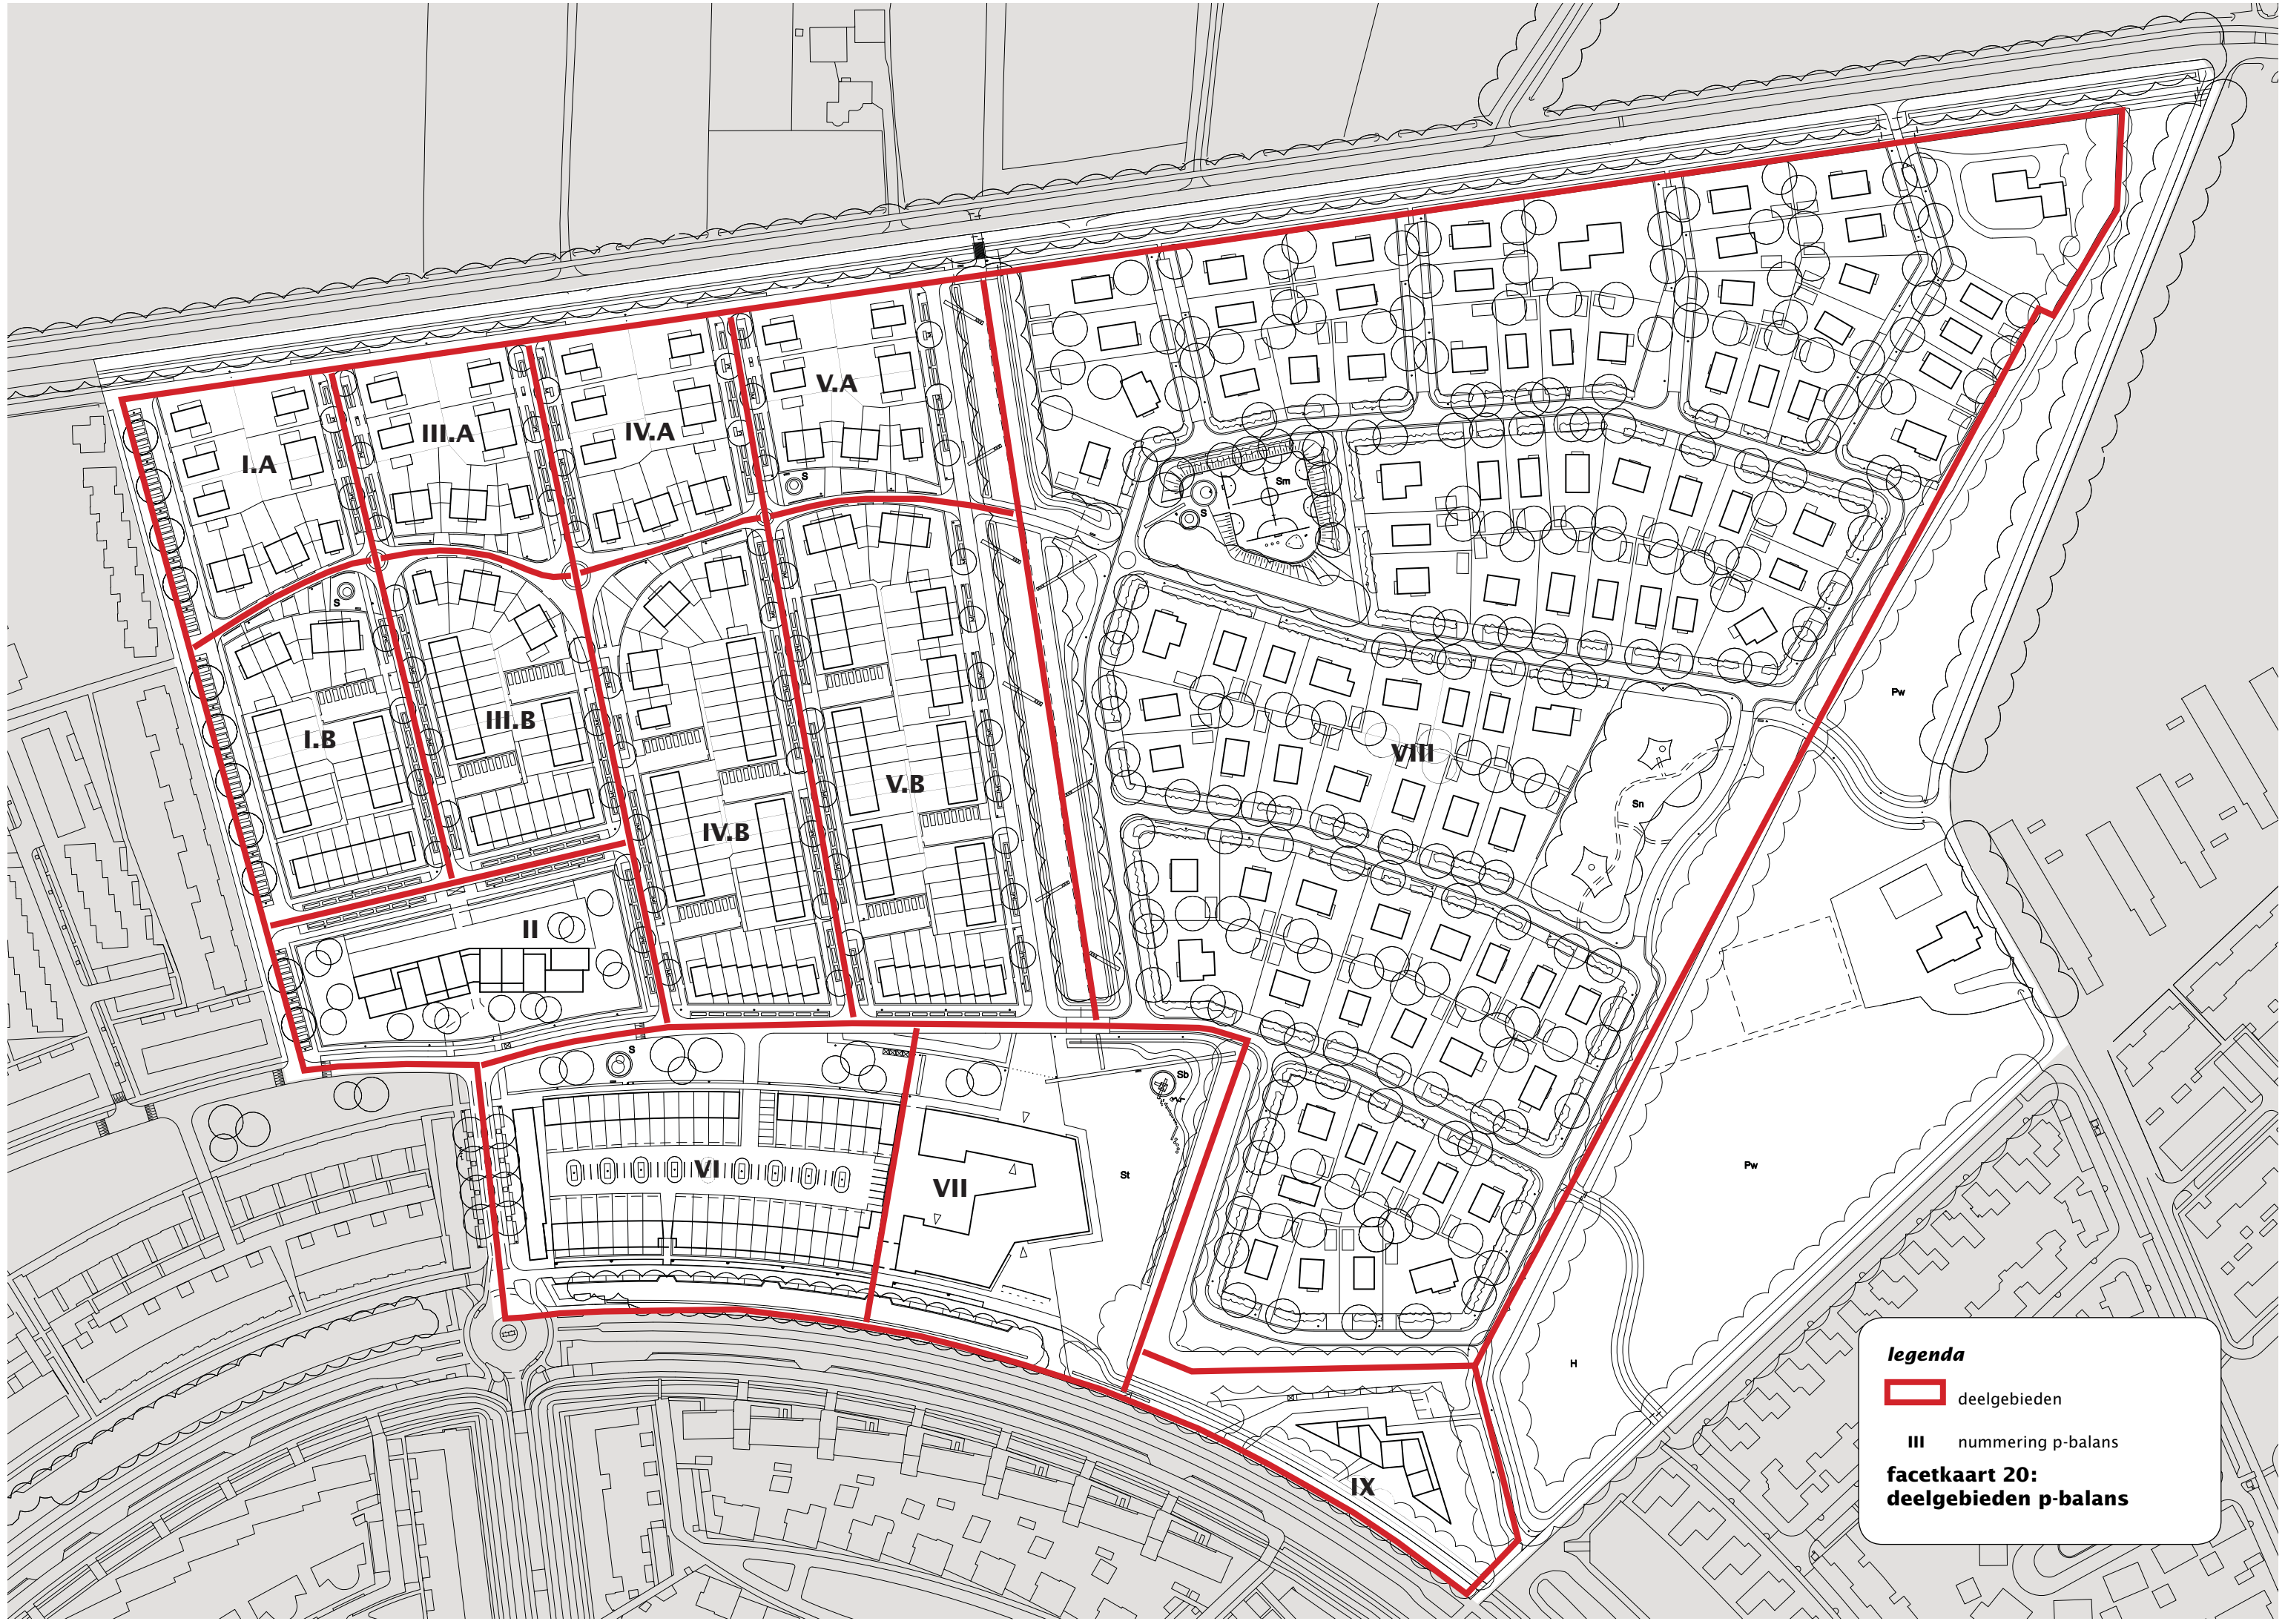 V.A
III.A
IV.A
I.A
S
Sm
S
S
Pw
III.B
I.B
VIII
V.B
Sn
IV.B
II
S
Sb
VI
VII
St
Pw
H
IX
legenda
deelgebieden
III nummering p-balans
facetkaart 20:
deelgebieden p-balans